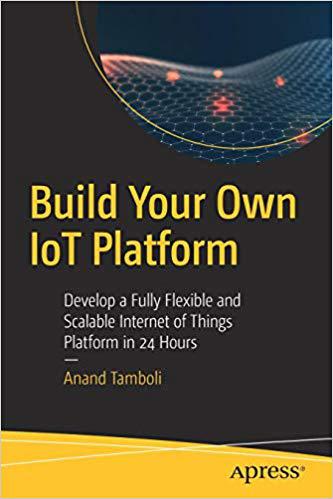 Build Your Own
IoT Platform
Develop a Fully Flexible and
Scalable Internet of Things
Platform in 24 Hours
—
Anand Tamboli
Apress®